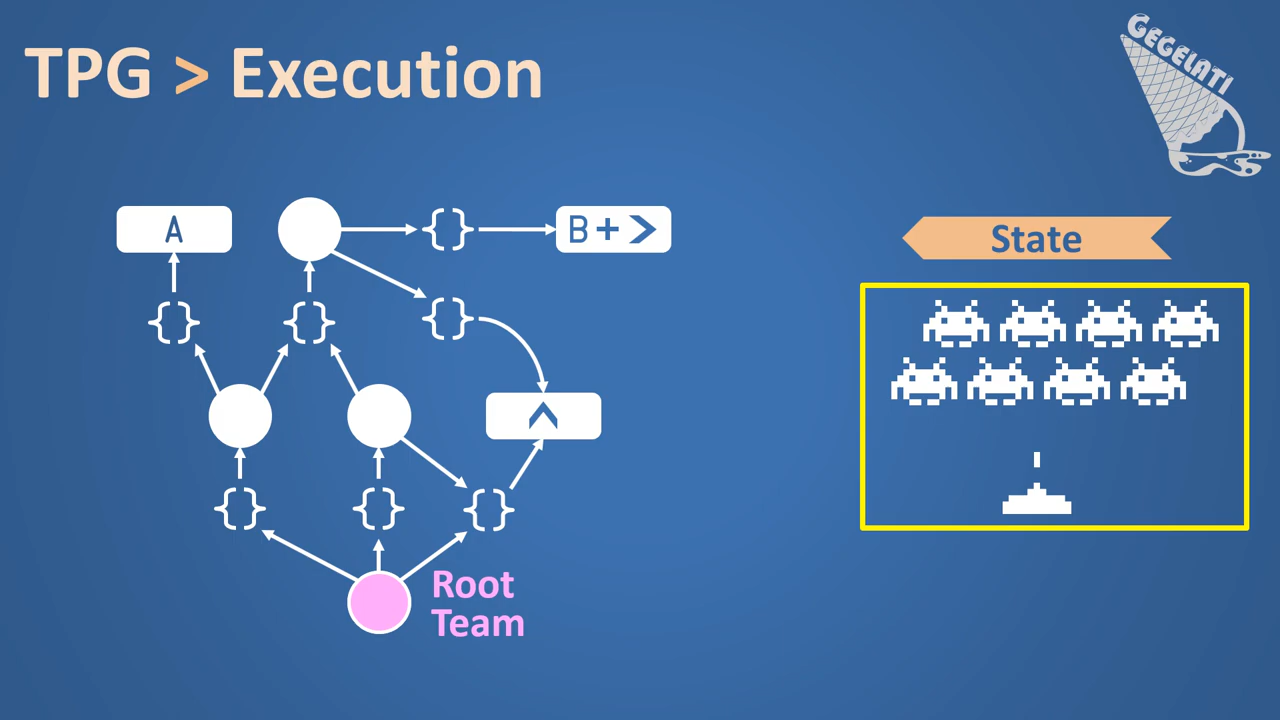 TPG > Execution
GEGELATI
A
{} {}
{}
B + >
{}
State
^
{} {} {}
Root
Team